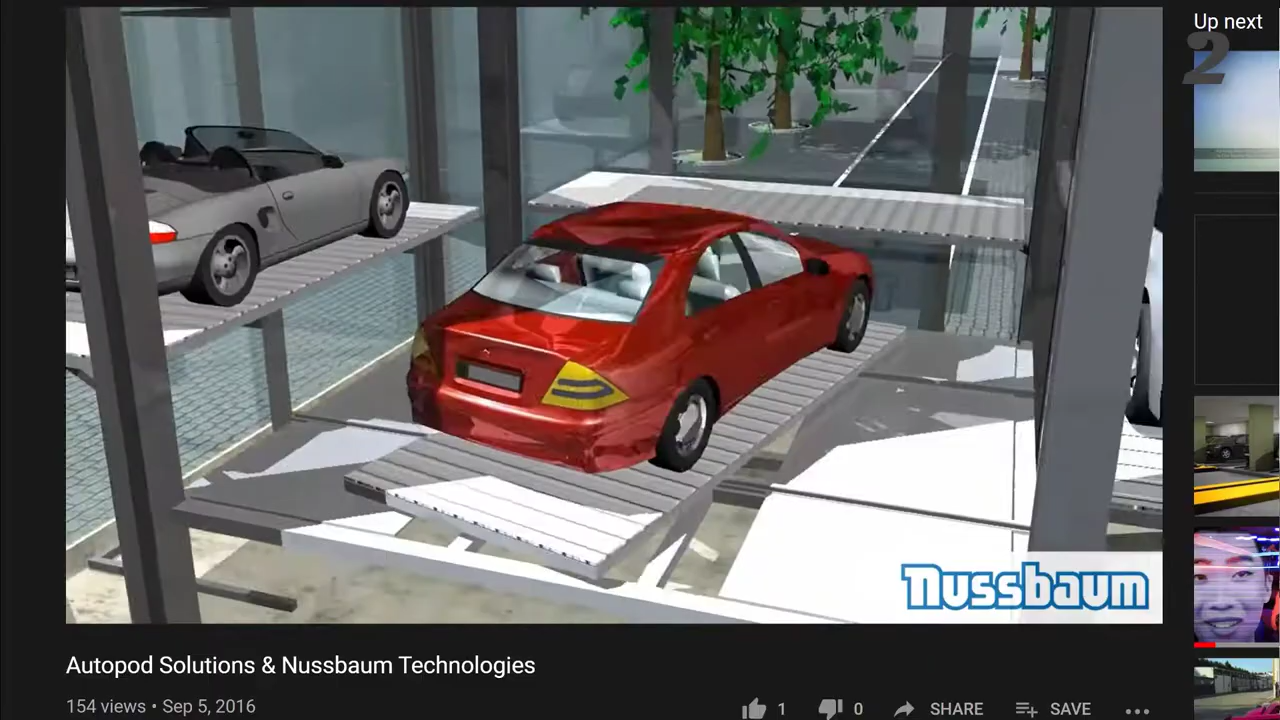 Up next
2
Nussbaum
Autopod Solutions & Nussbaum Technologies
154 views • Sep 5, 2016
1
0
SHARE
SAVE